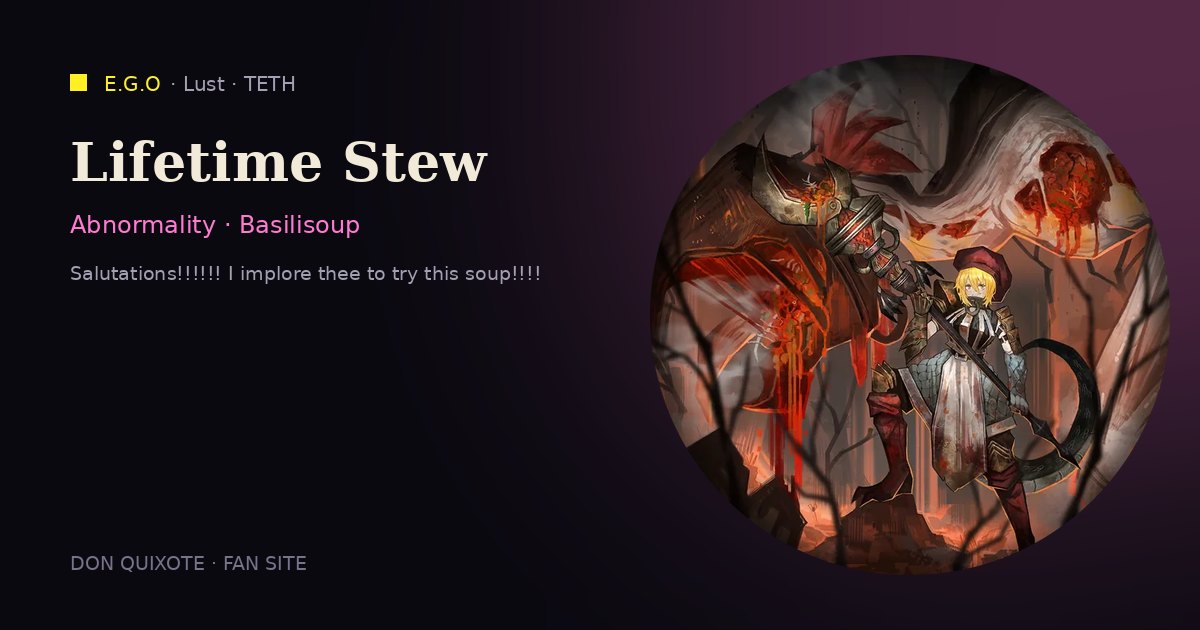 E.G.O · Lust · TETH
Lifetime Stew
Abnormality · Basilisoup
Salutations!!!!!! I implore thee to try this soup!!!!
DON QUIXOTE · FAN SITE